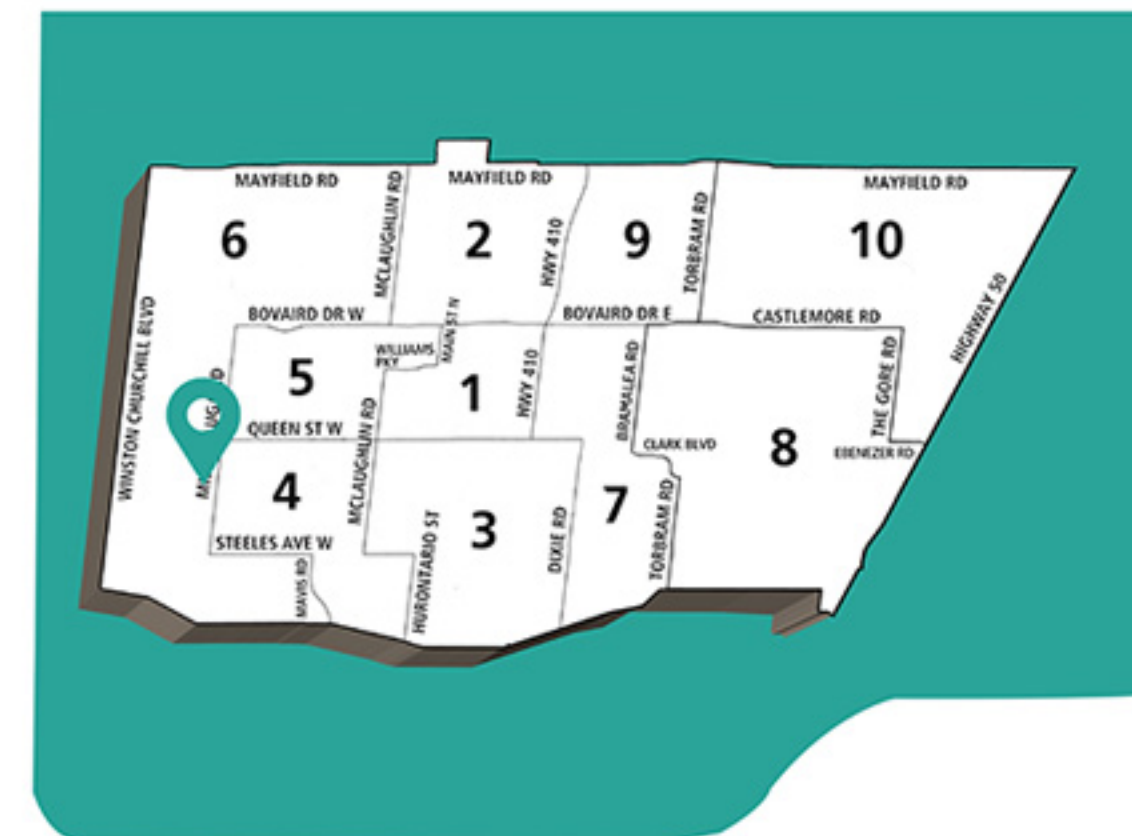 MAYFIELD RD
MAYFIELD RD
MAYFIELD RD
6
MCLAUGHLIN RD
2
HWY 410
9
TORBRAM RD
10
WINSTON CHURCHILL BLVD
BOVAIRD DR W
MAIN ST N
BOVAIRD DR E
CASTLEMORE RD
HIGHWAY 50
WILLIAMS
PKY
5
1
HWY 410
BRAMALEA RD
THE GORE RD
QUEEN ST W
MCLAUGHLIN RD
CLARK BLVD
8
EBENEZER RD
4
3
DIXIE RD
7
TORBRAM RD
STEELES AVE W
MAVIS RD
HURONTARIO ST